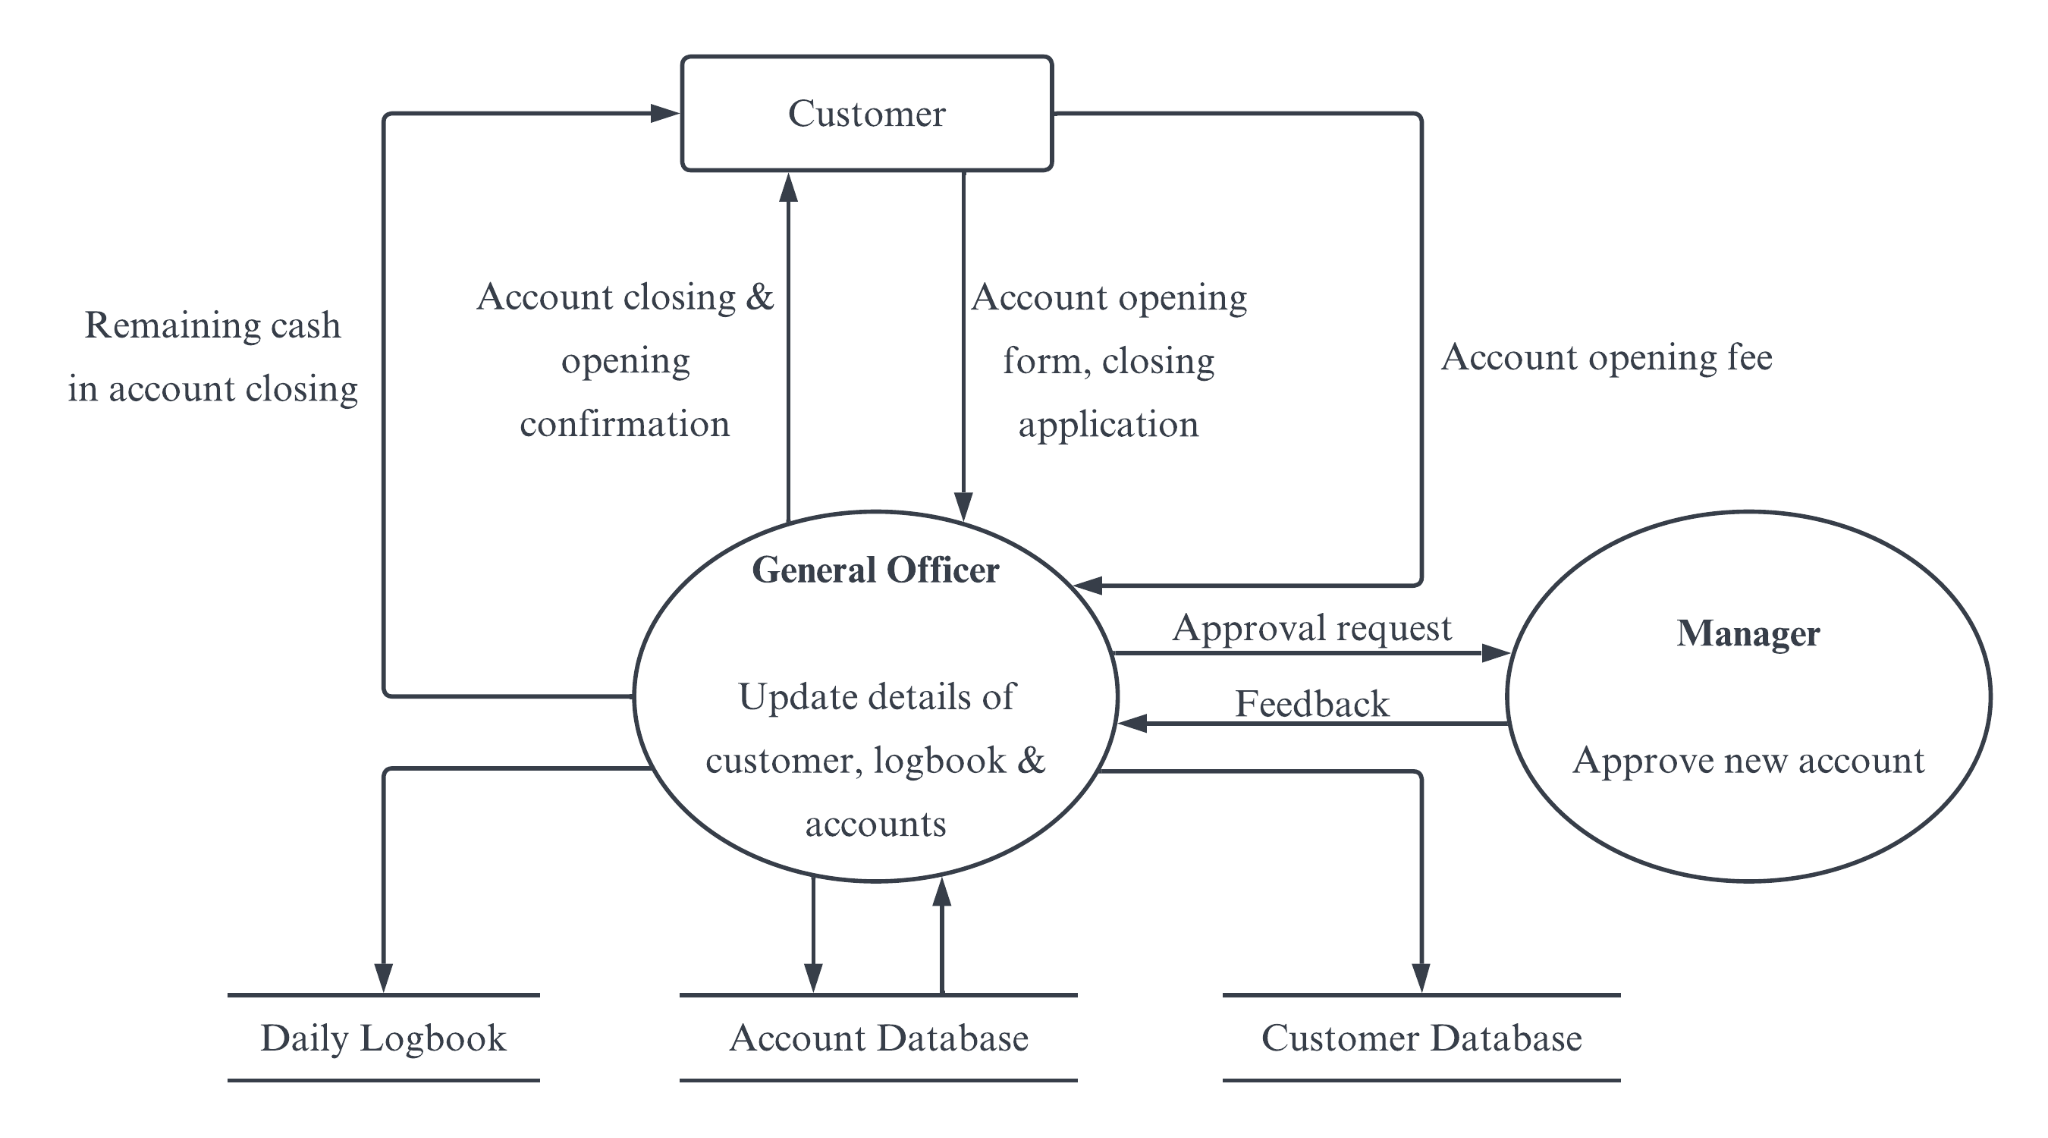 Customer
Remaining cash
in account closing
Account closing &
opening
confirmation
Account opening
form, closing
application
Account opening fee
General Officer
Update details of
customer, logbook &
accounts
Approval request
Feedback
Manager
Approve new account
Daily Logbook
Account Database
Customer Database